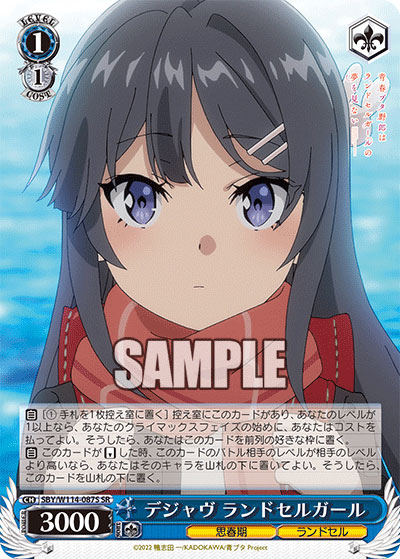 LEVEL
1
1
COST
青春ブタ野郎は
ランドセルガールの
夢を見ない
SAMPLE
自 [① 手札を1枚控え室に置く] 控え室にこのカードがあり、あなたのレベルが
1以上なら、あなたのクライマックスフェイズの始めに、あなたはコストを
払ってよい。そうしたら、あなたはこのカードを前列の好きな枠に置く。
自 このカードが した時、このカードのバトル相手のレベルが相手のレベル
より高いなら、あなたはそのキャラを山札の下に置いてよい。そうしたら、
あなたはこのカードを山札の下に置く。
CH SBY/W114-087S SR
3000 デジャヴ ランドセルガール
思春期 ランドセル
©2022 鴨志田 一/KADOKAWA/青ブタ Project